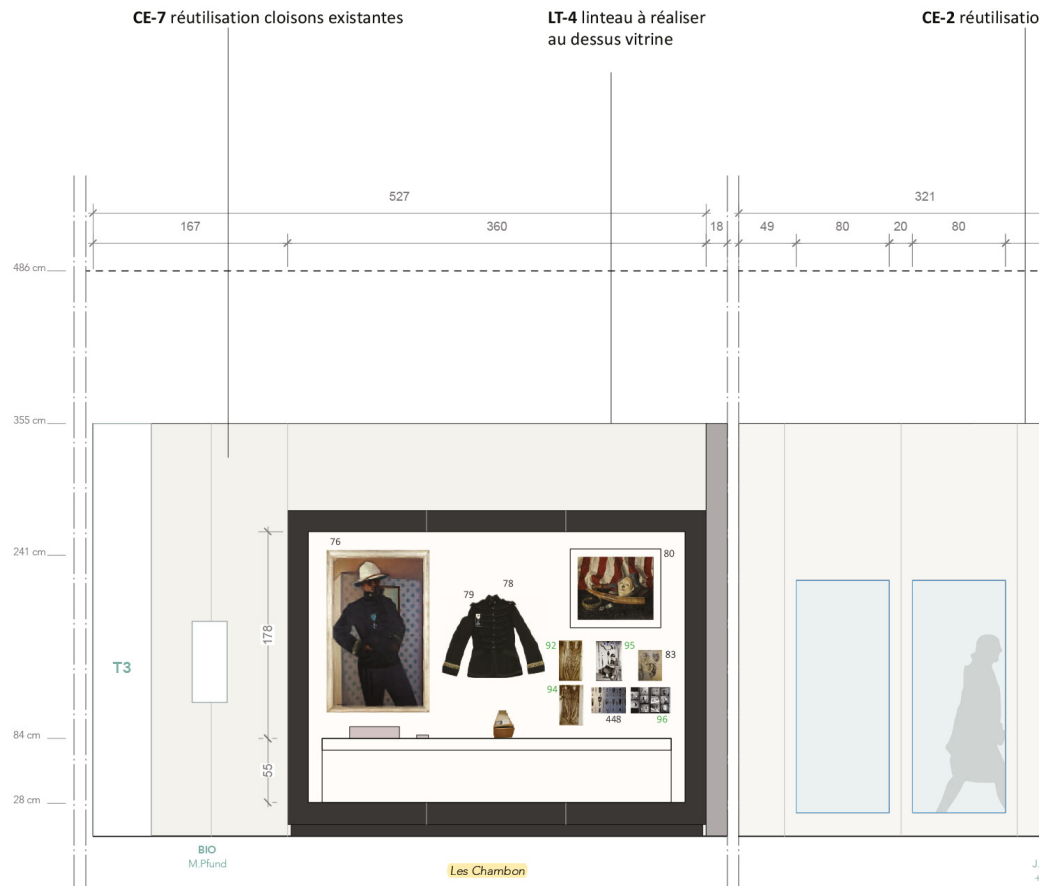 CE-7 réutilisation cloisons existantes
LT-4 linteau à réaliser
au dessus vitrine
CE-2 réutilisatio
527
321
167
360
18
49
80
20
80
486 cm
355 cm
241 cm
76
78
79
80
92
95
83
178
T3
94
448
96
84 cm
55
28 cm
BIO
M.Pfund
Les Chambon
J.
+